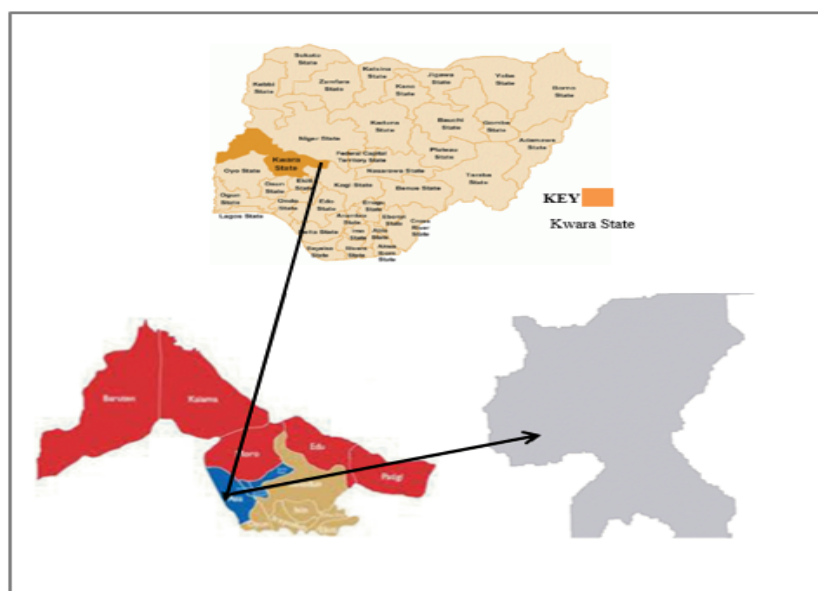 Sokoto
State
Katsina
State
Jigawa
State
Yobe
State
Borno
State
Kebbi
State
Zamfara
State
Kano
State
Kaduna
State
Bauchi
State
Gombe
State
Adamawa
State
Niger State
Plateau
State
Federal Capital
Territory State
Kwara
State
Nasarawa State
Oyo State
Osun
State
Ekiti
State
Kogi State
Benue State
Taraba
State
Ogun
State
Ondo
State
Edo
State
Enugu
State
Lagos State
Anambra
State
Ebonyi
State
Cross
River
State
Delta State
Imo
State
Abia
State
Bayelsa
State
Rivers
State
Akwa
Ibom
State
KEY
Kwara State
Baruten
Kaiama
Moro
Edu
Patigi
Asa